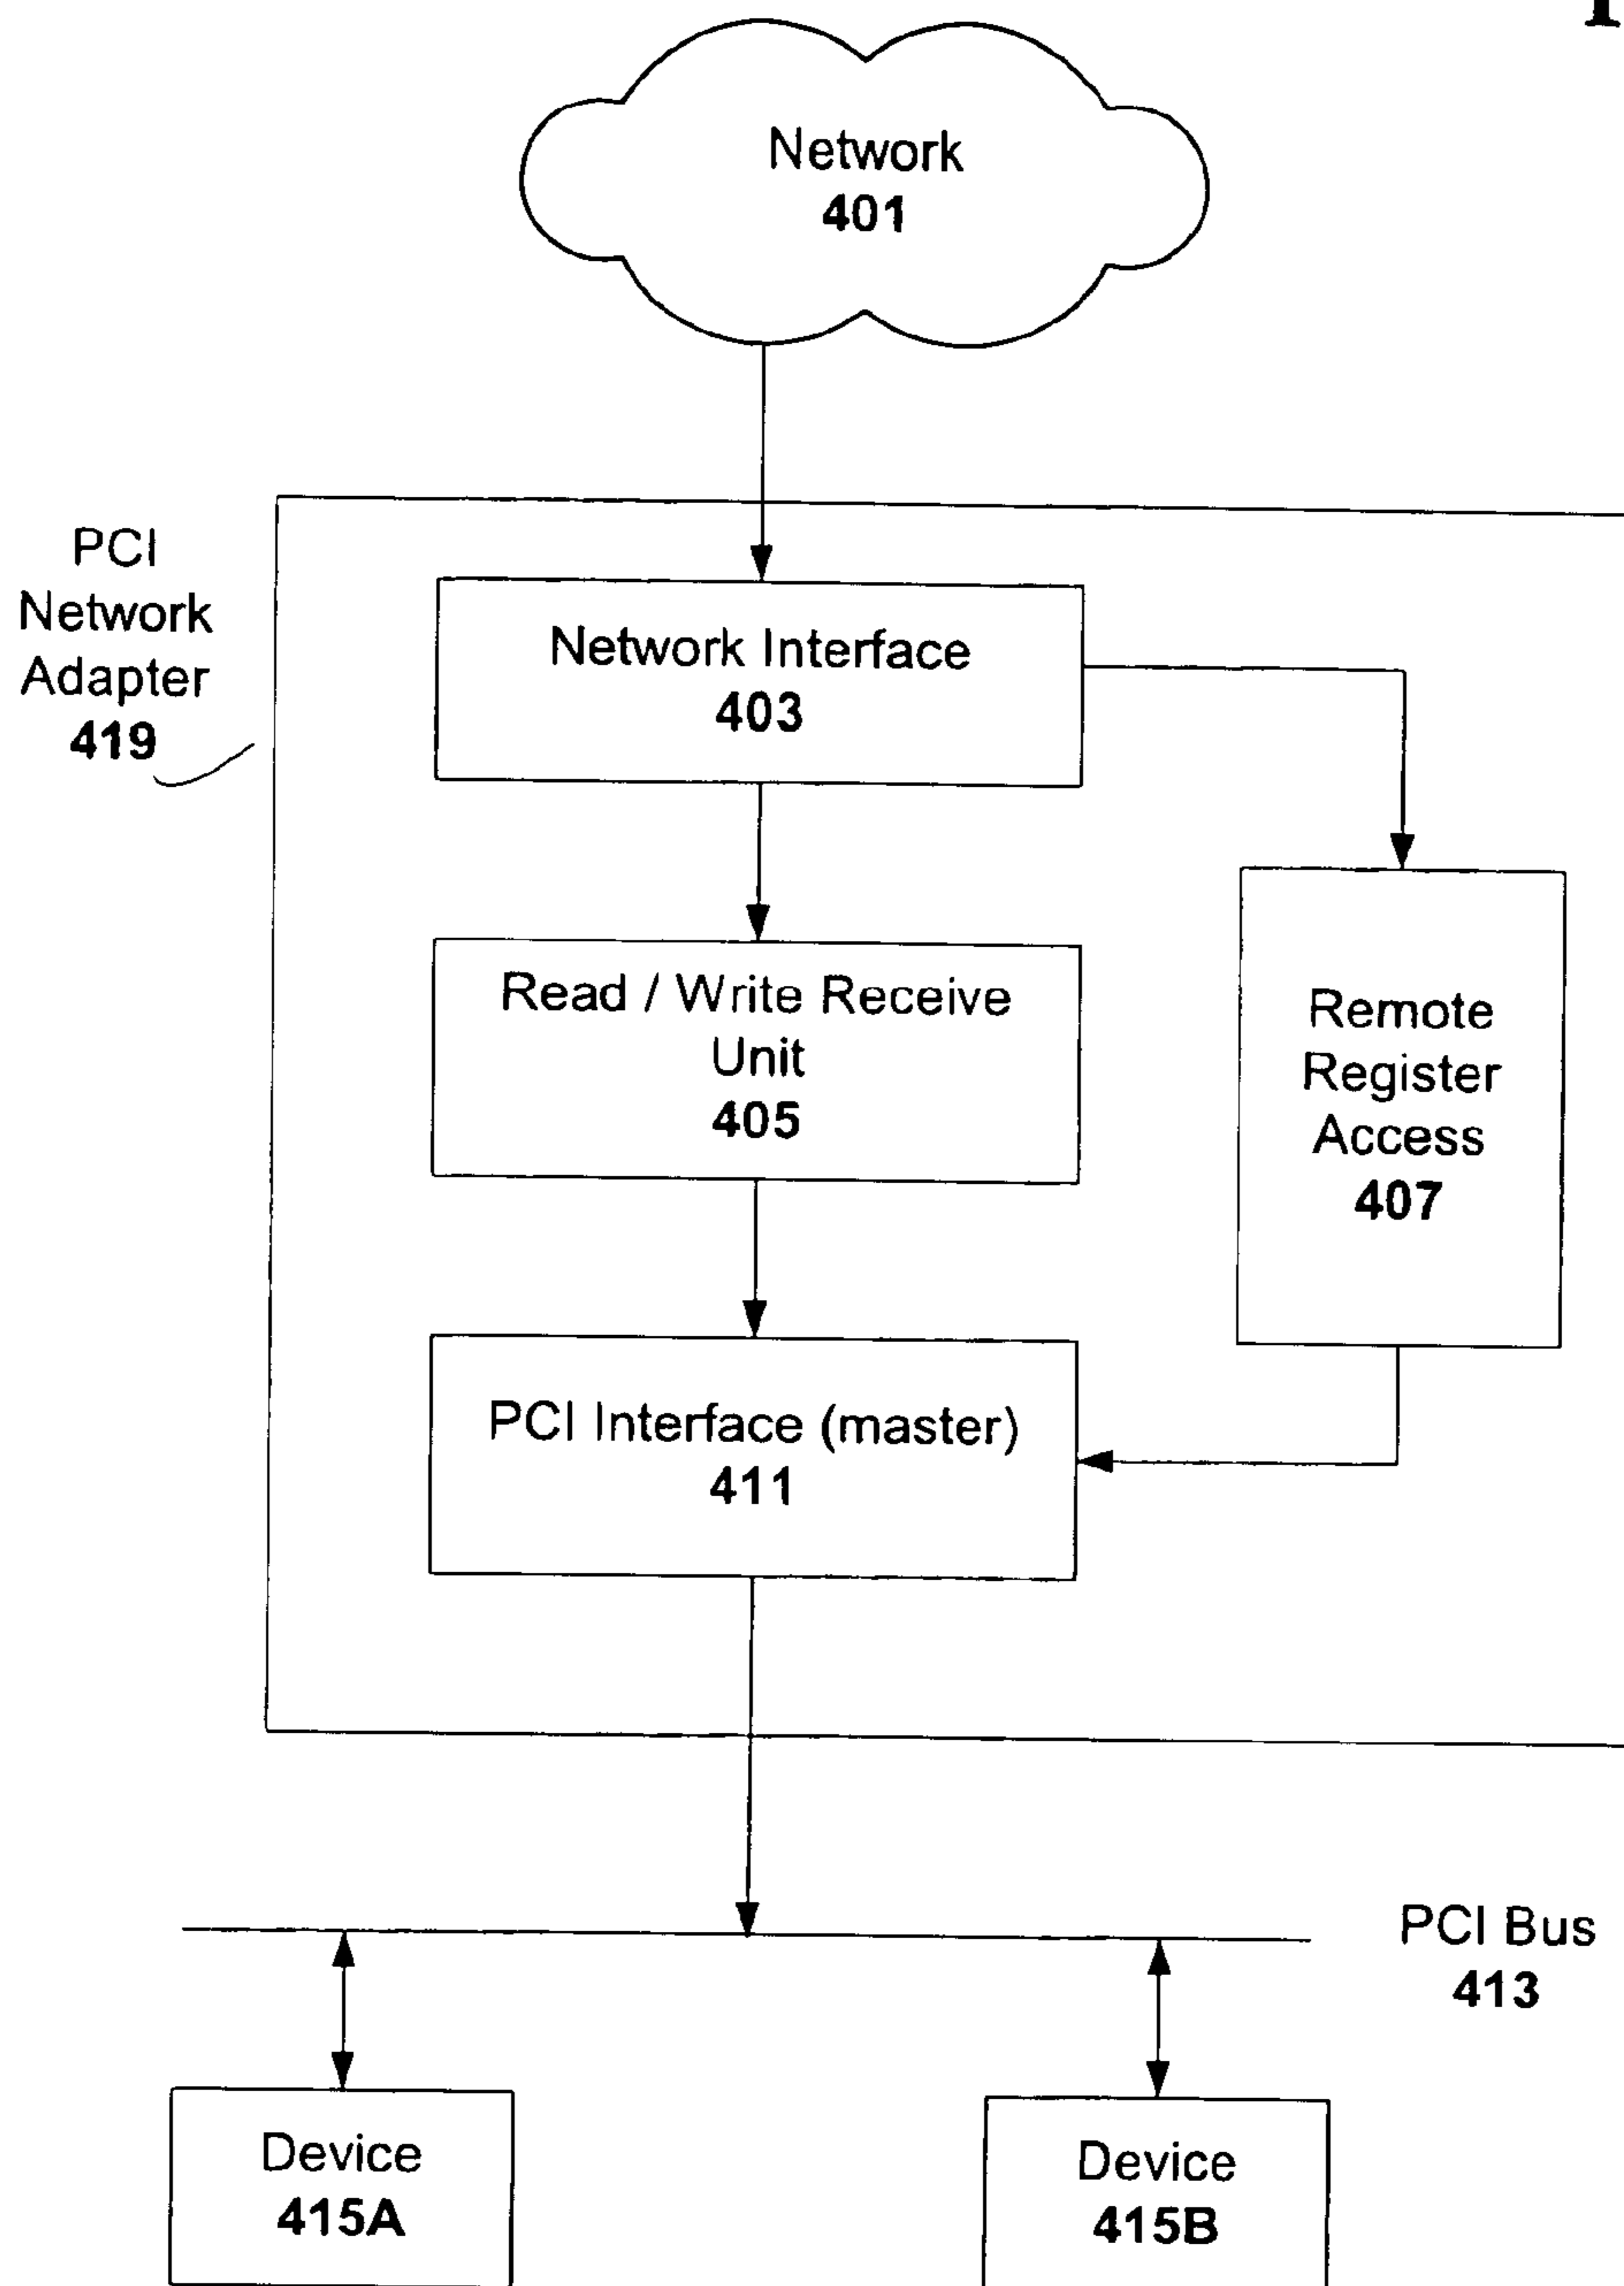 Network
401
PCI
Network
Adapter
419
Network Interface
403
Read / Write Receive
Unit
405
Remote
Register
Access
407
PCI Interface (master)
411
PCI Bus
413
Device
415A
Device
415B